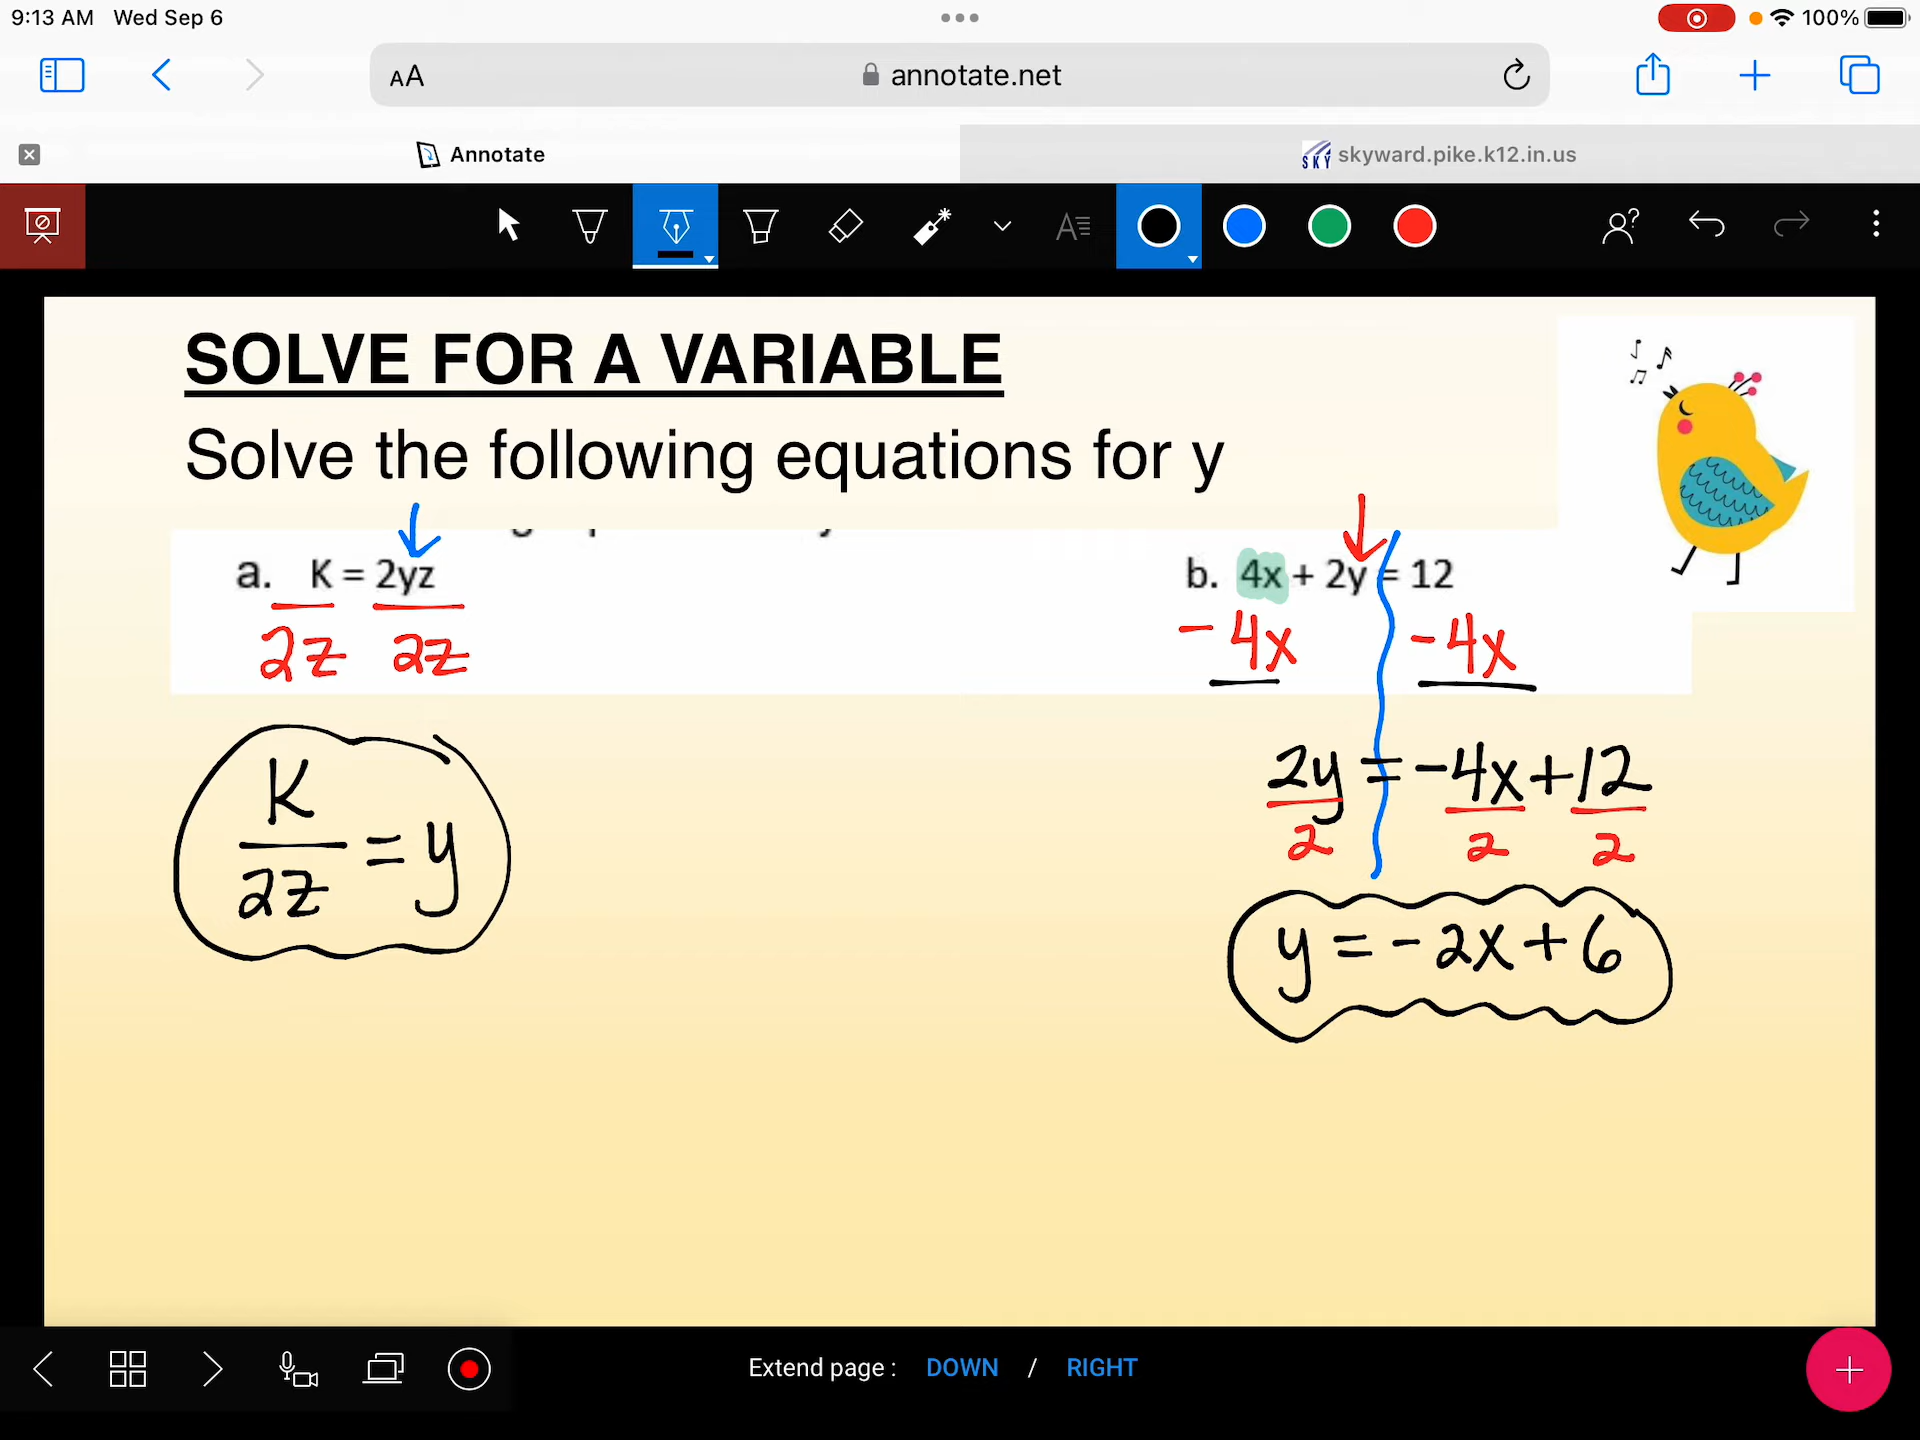 9:13 AM Wed Sep 6
100%
AA
annotate.net
Annotate
SKY skyward.pike.k12.in.us
SOLVE FOR A VARIABLE
Solve the following equations for y
a. K = 2yz
2z 2z
K
2z
= y
b. 4x + 2y = 12
- 4x - 4x
2y = -4x + 12
2 2 2
y = -2x + 6
Extend page : DOWN / RIGHT